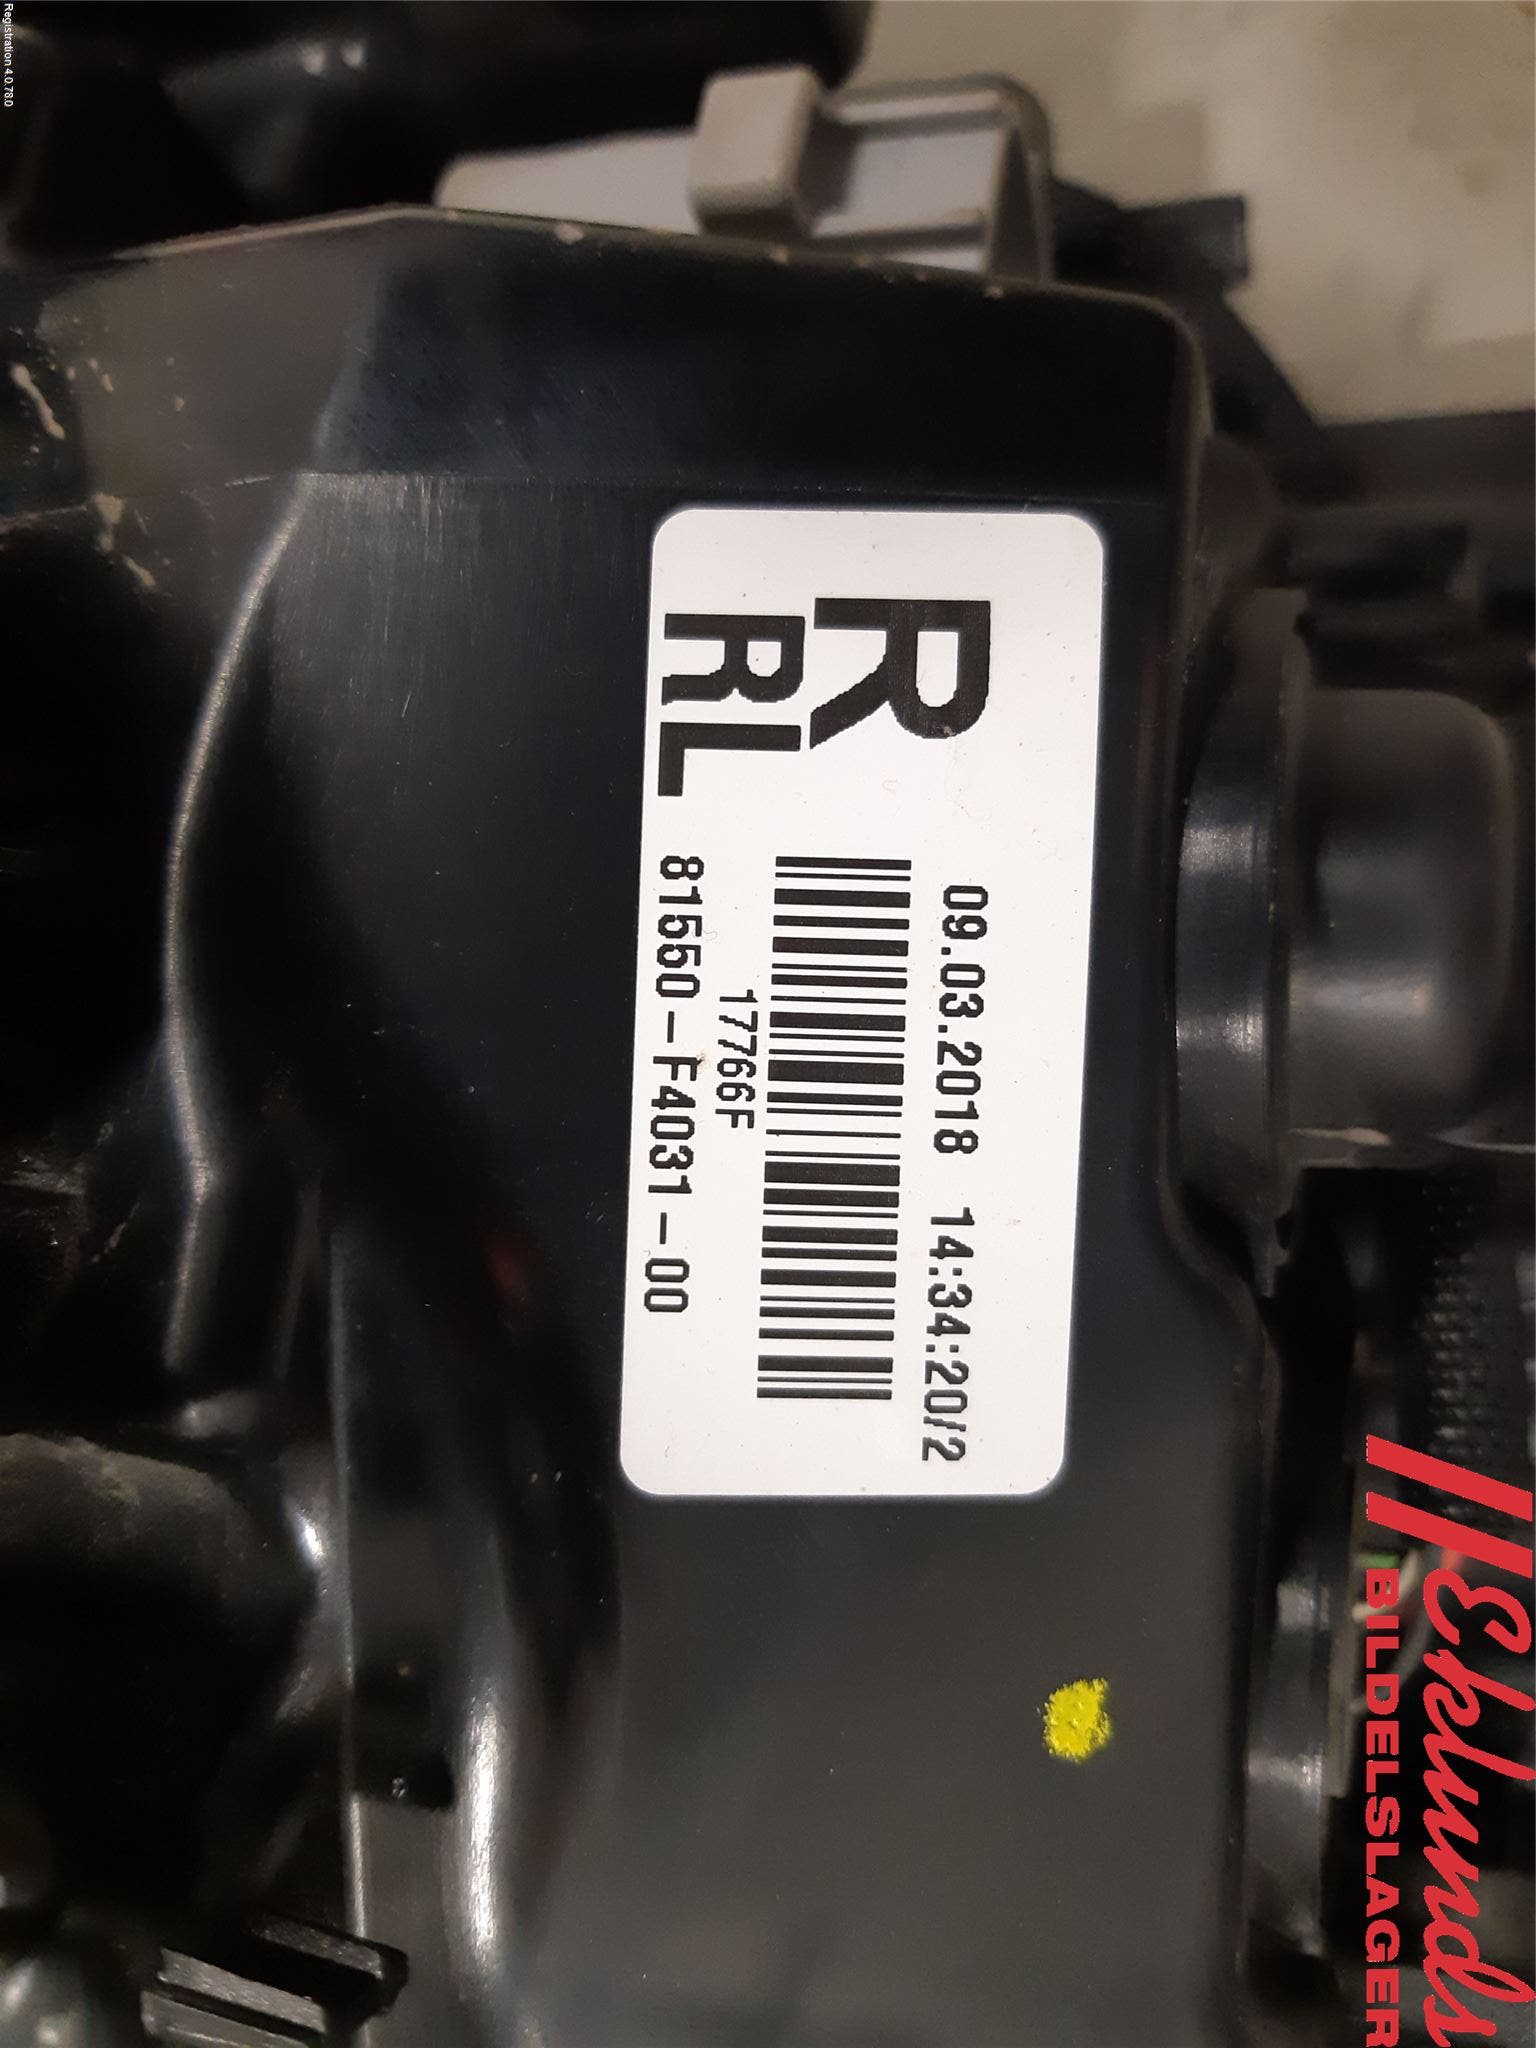 Registration 4.0.78.0
R
RL
09.03.2018 14:34:20/2
17766F
81550-F4031-00
Eklunds
BILDELSLAGER